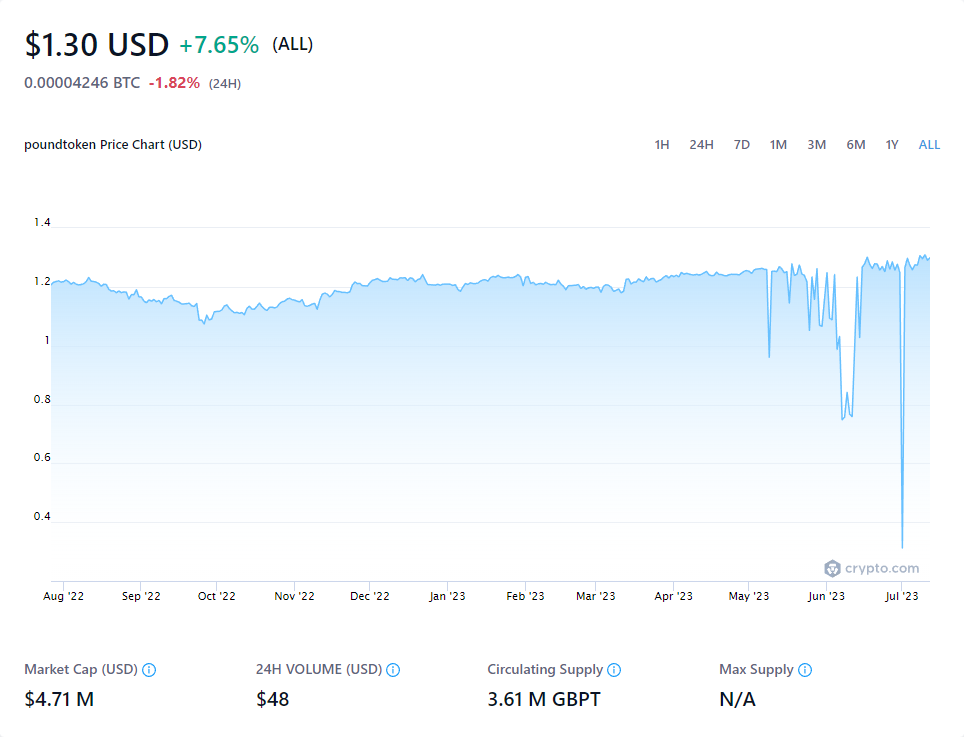 $1.30 USD +7.65% (ALL)
0.00004246 BTC -1.82% (24H)
poundtoken Price Chart (USD) 1H 24H 7D 1M 3M 6M 1Y ALL
1.4
1.2
1
0.8
0.6
0.4
crypto.com
Aug '22 Sep '22 Oct '22 Nov '22 Dec '22 Jan '23 Feb '23 Mar '23 Apr '23 May '23 Jun '23 Jul '23
Market Cap (USD) 24H VOLUME (USD) Circulating Supply Max Supply
$4.71 M $48 3.61 M GBPT N/A